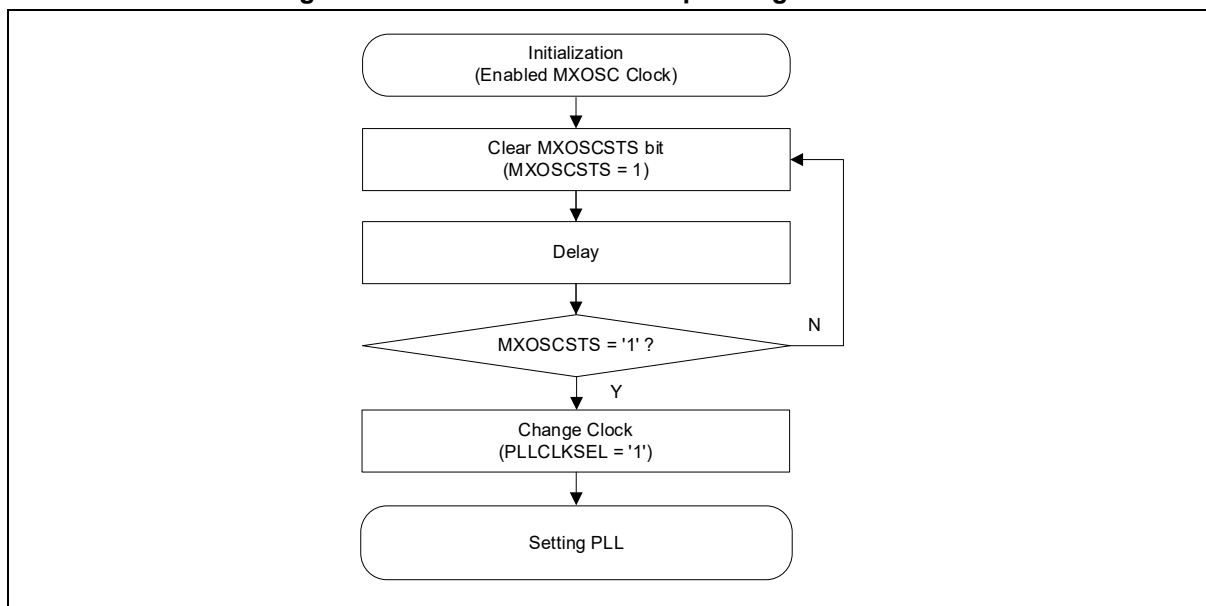 Initialization
(Enabled MXOSC Clock)
Clear MXOSCSTS bit
(MXOSCSTS = 1)
Delay
MXOSCSTS = '1' ?
N
Y
Change Clock
(PLLCLKSEL = '1')
Setting PLL